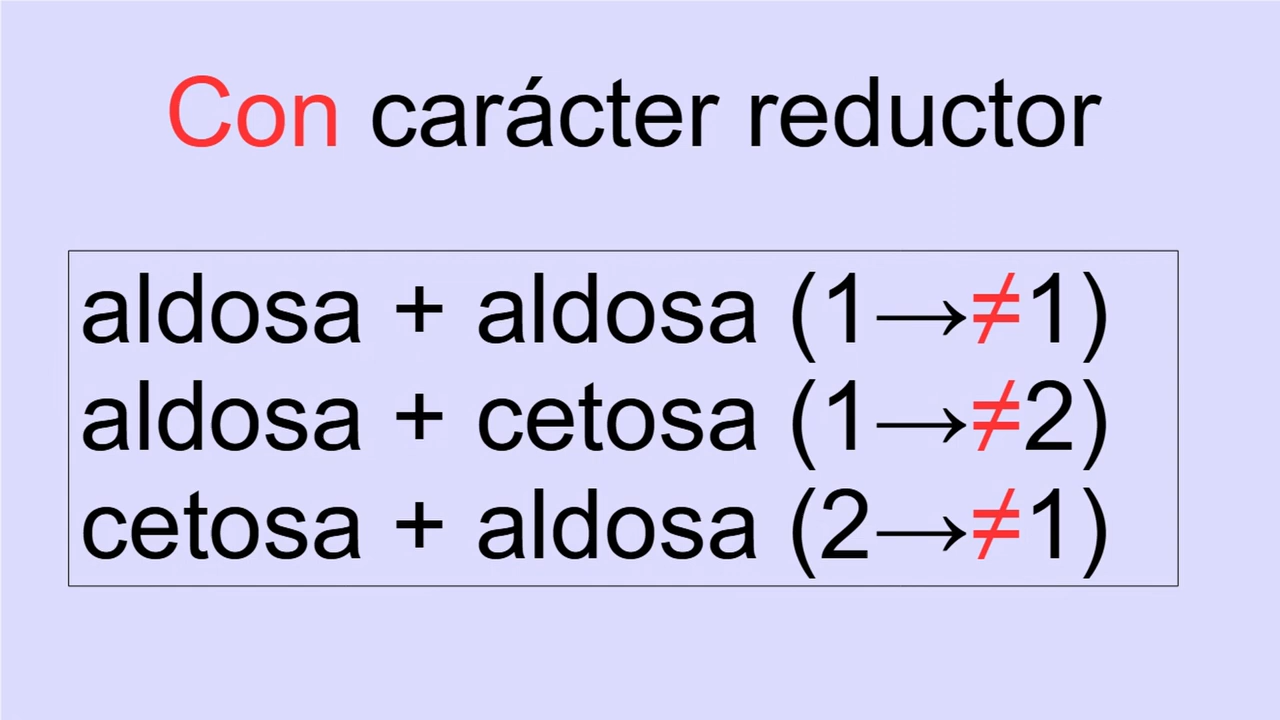 Con carácter reductor
aldosa + aldosa (1→≠1)
aldosa + cetosa (1→≠2)
cetosa + aldosa (2→≠1)